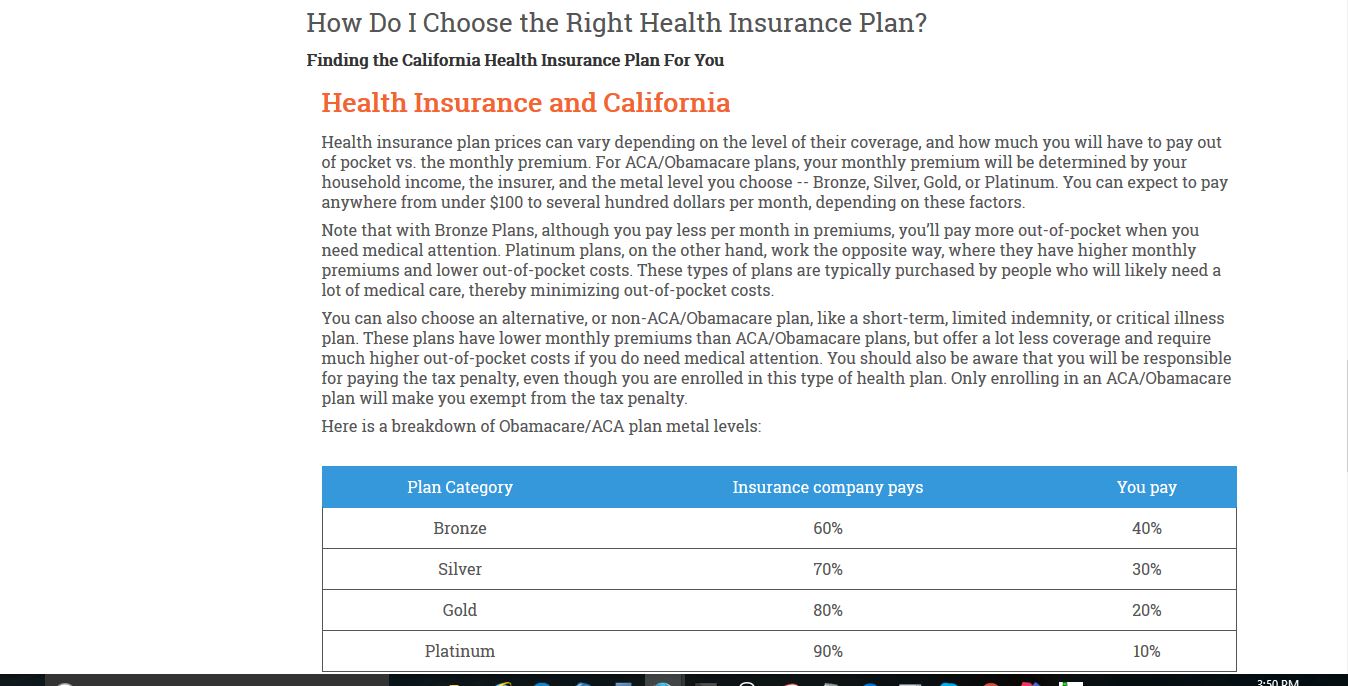 How Do I Choose the Right Health Insurance Plan?
Finding the California Health Insurance Plan For You
Health Insurance and California
Health insurance plan prices can vary depending on the level of their coverage, and how much you will have to pay out
of pocket vs. the monthly premium. For ACA/Obamacare plans, your monthly premium will be determined by your
household income, the insurer, and the metal level you choose -- Bronze, Silver, Gold, or Platinum. You can expect to pay
anywhere from under $100 to several hundred dollars per month, depending on these factors.
Note that with Bronze Plans, although you pay less per month in premiums, you’ll pay more out-of-pocket when you
need medical attention. Platinum plans, on the other hand, work the opposite way, where they have higher monthly
premiums and lower out-of-pocket costs. These types of plans are typically purchased by people who will likely need a
lot of medical care, thereby minimizing out-of-pocket costs.
You can also choose an alternative, or non-ACA/Obamacare plan, like a short-term, limited indemnity, or critical illness
plan. These plans have lower monthly premiums than ACA/Obamacare plans, but offer a lot less coverage and require
much higher out-of-pocket costs if you do need medical attention. You should also be aware that you will be responsible
for paying the tax penalty, even though you are enrolled in this type of health plan. Only enrolling in an ACA/Obamacare
plan will make you exempt from the tax penalty.
Here is a breakdown of Obamacare/ACA plan metal levels:
Plan Category Insurance company pays You pay
Bronze 60% 40%
Silver 70% 30%
Gold 80% 20%
Platinum 90% 10%
3:50 PM